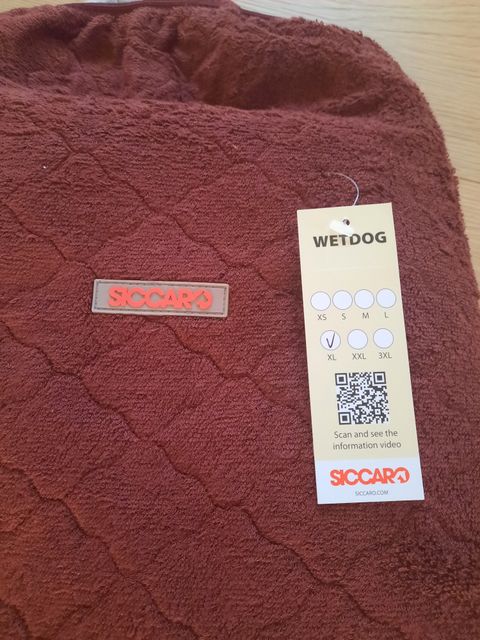 WETDOG
XS S M L
XL XXL 3XL
Scan and see the
information video
SICCARO
SICCARO.COM
SICCARO